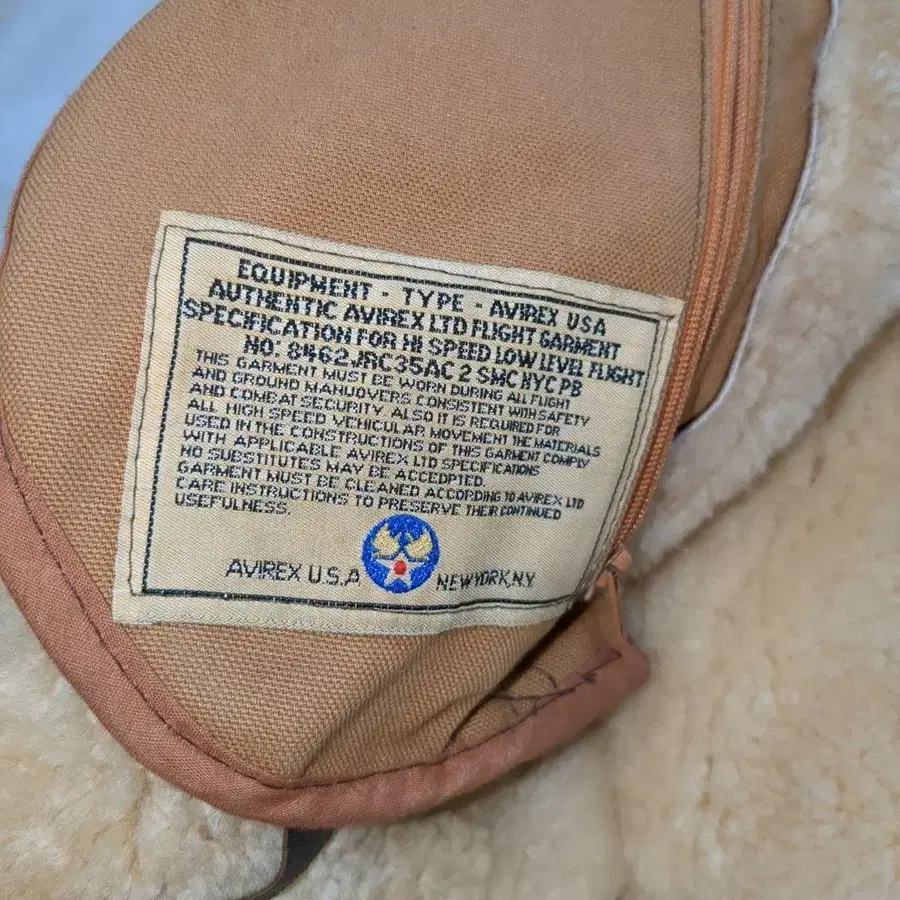 EQUIPMENT - TYPE - AVIREX USA
AUTHENTIC AVIREX LTD FLIGHT GARMENT
SPECIFICATION FOR HI SPEED LOW LEVEL FLIGHT
NO: 8462JRC35AC 2 SMC NYC PB
THIS GARMENT MUST BE WORN DURING ALL FLIGHT
AND GROUND MANUOVERS CONSISTENT WITH SAFETY
AND COMBAT SECURITY. ALSO IT IS REQUIRED FOR
ALL HIGH SPEED VEHICULAR MOVEMENT THE MATERIALS
USED IN THE CONSTRUCTIONS OF THIS GARMENT COMPLY
WITH APPLICABLE AVIREX LTD SPECIFICATIONS
NO SUBSTITUTES MAY BE ACCEDPTED.
GARMENT MUST BE CLEANED ACCORDING TO AVIREX LTD
CARE INSTRUCTIONS TO PRESERVE THEIR CONTINUED
USEFULNESS.
AVIREX U.S.A NEW YORK, NY